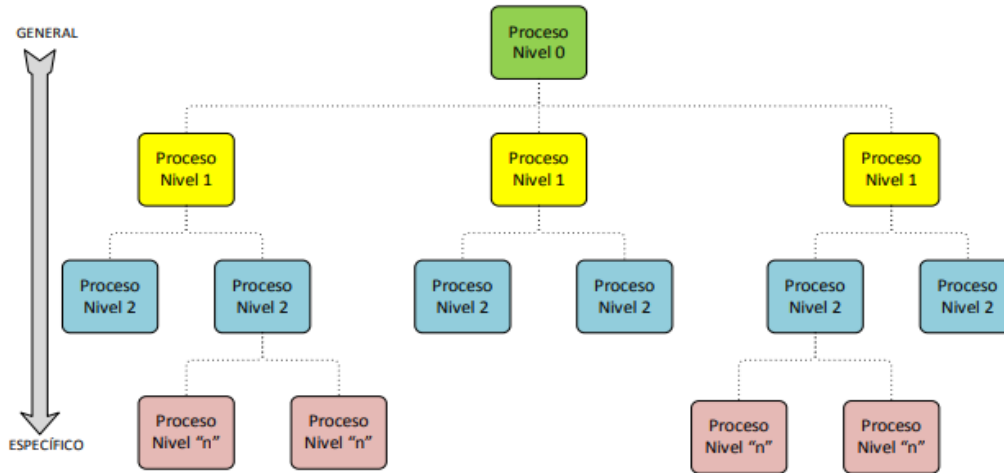 GENERAL
Proceso
Nivel 0
Proceso
Nivel 1
Proceso
Nivel 1
Proceso
Nivel 1
Proceso
Nivel 2
Proceso
Nivel 2
Proceso
Nivel 2
Proceso
Nivel 2
Proceso
Nivel 2
Proceso
Nivel 2
Proceso
Nivel “n”
Proceso
Nivel “n”
Proceso
Nivel “n”
Proceso
Nivel “n”
ESPECÍFICO